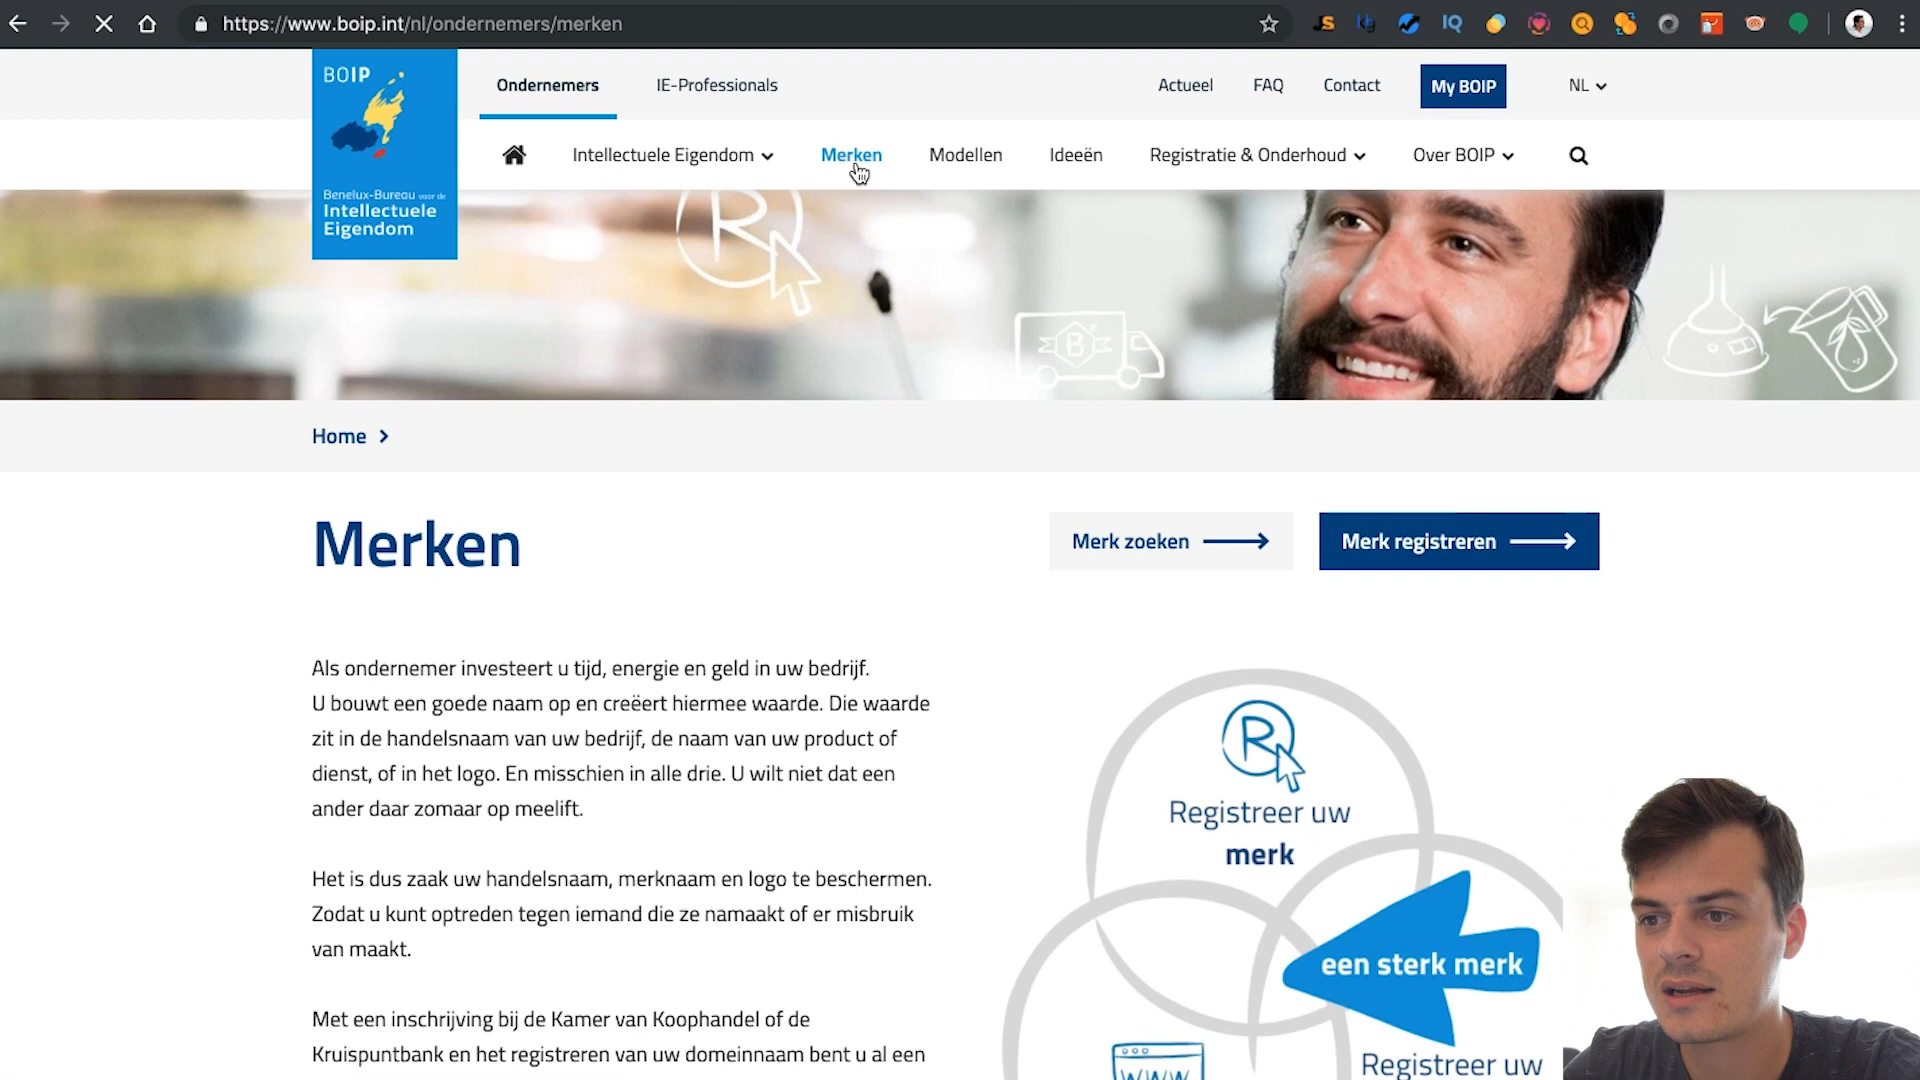 https://www.boip.int/nl/ondernemers/merken
JS
IQ
BOIP
Ondernemers
IE-Professionals
Actueel
FAQ
Contact
My BOIP
NL
Intellectuele Eigendom
Merken
Modellen
Ideeën
Registratie & Onderhoud
Over BOIP
Benelux-Bureau voor de
Intellectuele
Eigendom
R
B
Home
Merken
Merk zoeken
Merk registreren
Als ondernemer investeert u tijd, energie en geld in uw bedrijf.
U bouwt een goede naam op en creëert hiermee waarde. Die waarde
zit in de handelsnaam van uw bedrijf, de naam van uw product of
dienst, of in het logo. En misschien in alle drie. U wilt niet dat een
ander daar zomaar op meelift.
Het is dus zaak uw handelsnaam, merknaam en logo te beschermen.
Zodat u kunt optreden tegen iemand die ze namaakt of er misbruik
van maakt.
Met een inschrijving bij de Kamer van Koophandel of de
Kruispuntbank en het registreren van uw domeinnaam bent u al een
R
Registreer uw
merk
een sterk merk
www
Registreer uw